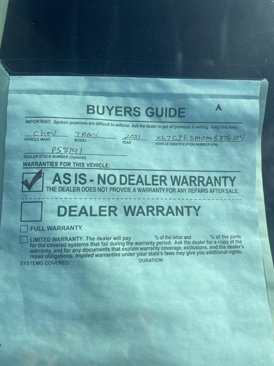 BUYERS GUIDE
A
IMPORTANT: Spoken promises are difficult to enforce. Ask the dealer to put all promises in writing. Keep this form.
Chev TRAX 2021
VEHICLE MAKE MODEL YEAR VEHICLE IDENTIFICATION NUMBER (VIN)
DEALER STOCK NUMBER (Optional)
WARRANTIES FOR THIS VEHICLE:
AS IS - NO DEALER WARRANTY
THE DEALER DOES NOT PROVIDE A WARRANTY FOR ANY REPAIRS AFTER SALE.
DEALER WARRANTY
FULL WARRANTY.
LIMITED WARRANTY. The dealer will pay % of the labor and % of the parts
for the covered systems that fail during the warranty period. Ask the dealer for a copy of the
warranty, and for any documents that explain warranty coverage, exclusions, and the dealer's
repair obligations. Implied warranties under your state's laws may give you additional rights.
SYSTEMS COVERED: DURATION: